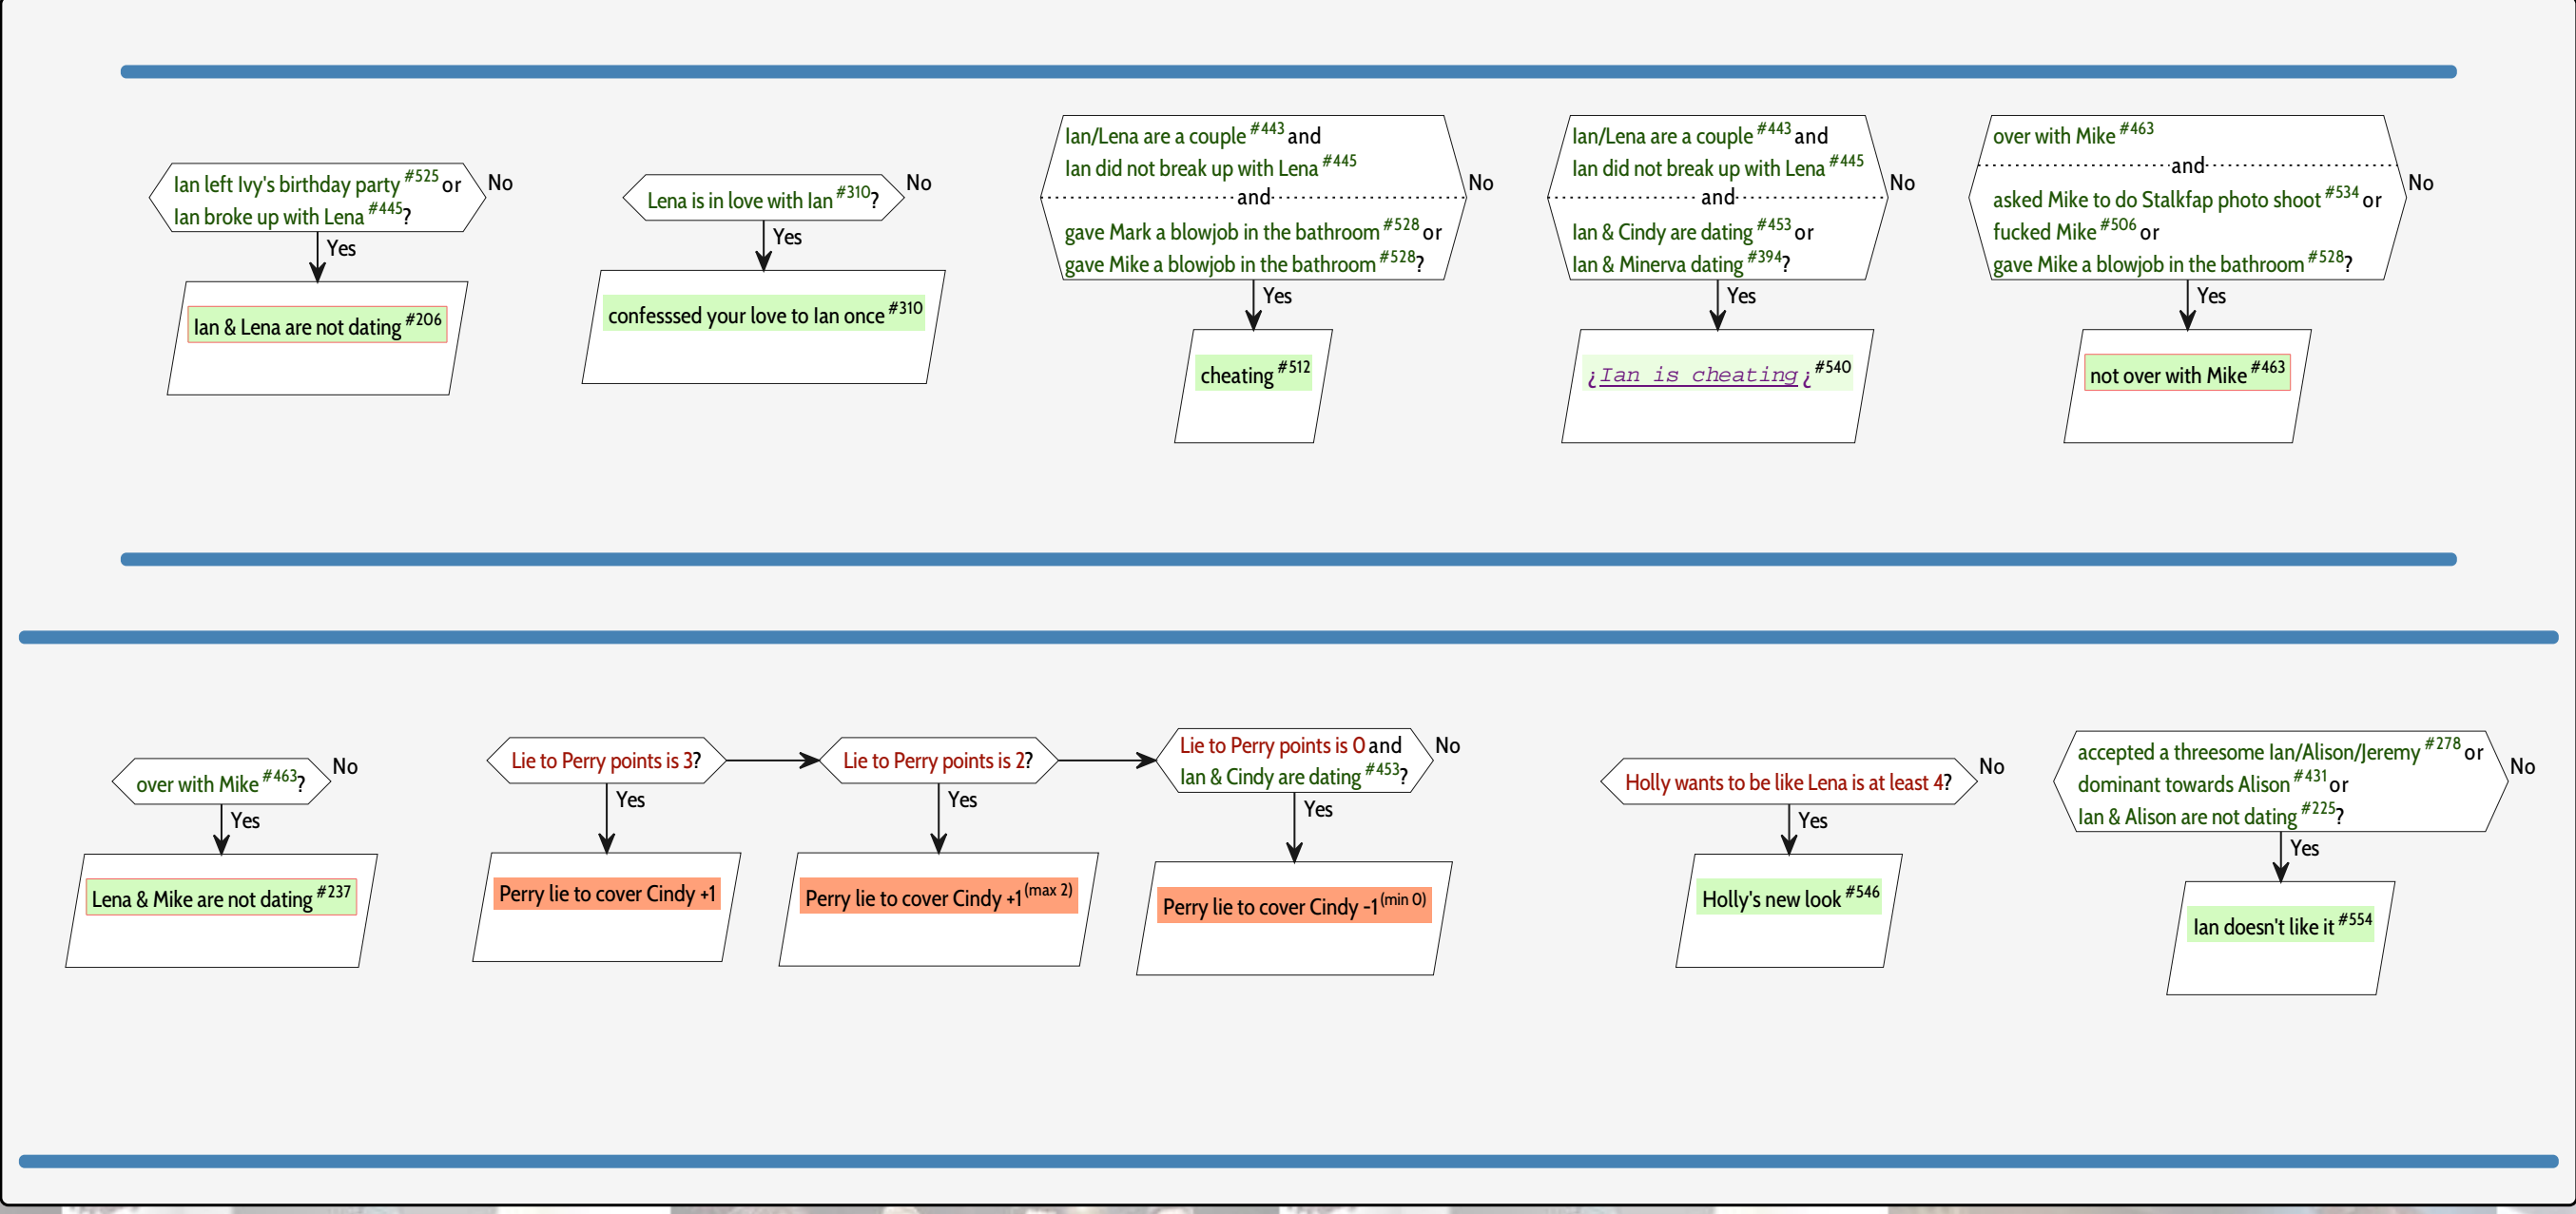 Ian left Ivy's birthday party #525 or
Ian broke up with Lena #445?
No
Yes
Ian & Lena are not dating #206
Lena is in love with Ian #310?
No
Yes
confesssed your love to Ian once #310
Ian/Lena are a couple #443 and
Ian did not break up with Lena #445
and
gave Mark a blowjob in the bathroom #528 or
gave Mike a blowjob in the bathroom #528?
No
Yes
cheating #512
Ian/Lena are a couple #443 and
Ian did not break up with Lena #445
and
Ian & Cindy are dating #453 or
Ian & Minerva dating #394?
No
Yes
¿Ian is cheating¿ #540
over with Mike #463
and
asked Mike to do Stalkfap photo shoot #534 or
fucked Mike #506 or
gave Mike a blowjob in the bathroom #528?
No
Yes
not over with Mike #463
over with Mike #463?
No
Yes
Lena & Mike are not dating #237
Lie to Perry points is 3?
Yes
Perry lie to cover Cindy +1
Lie to Perry points is 2?
Yes
Perry lie to cover Cindy +1 (max 2)
Lie to Perry points is 0 and
Ian & Cindy are dating #453?
No
Yes
Perry lie to cover Cindy -1 (min 0)
Holly wants to be like Lena is at least 4?
No
Yes
Holly's new look #546
accepted a threesome Ian/Alison/Jeremy #278 or
dominant towards Alison #431 or
Ian & Alison are not dating #225?
No
Yes
Ian doesn't like it #554